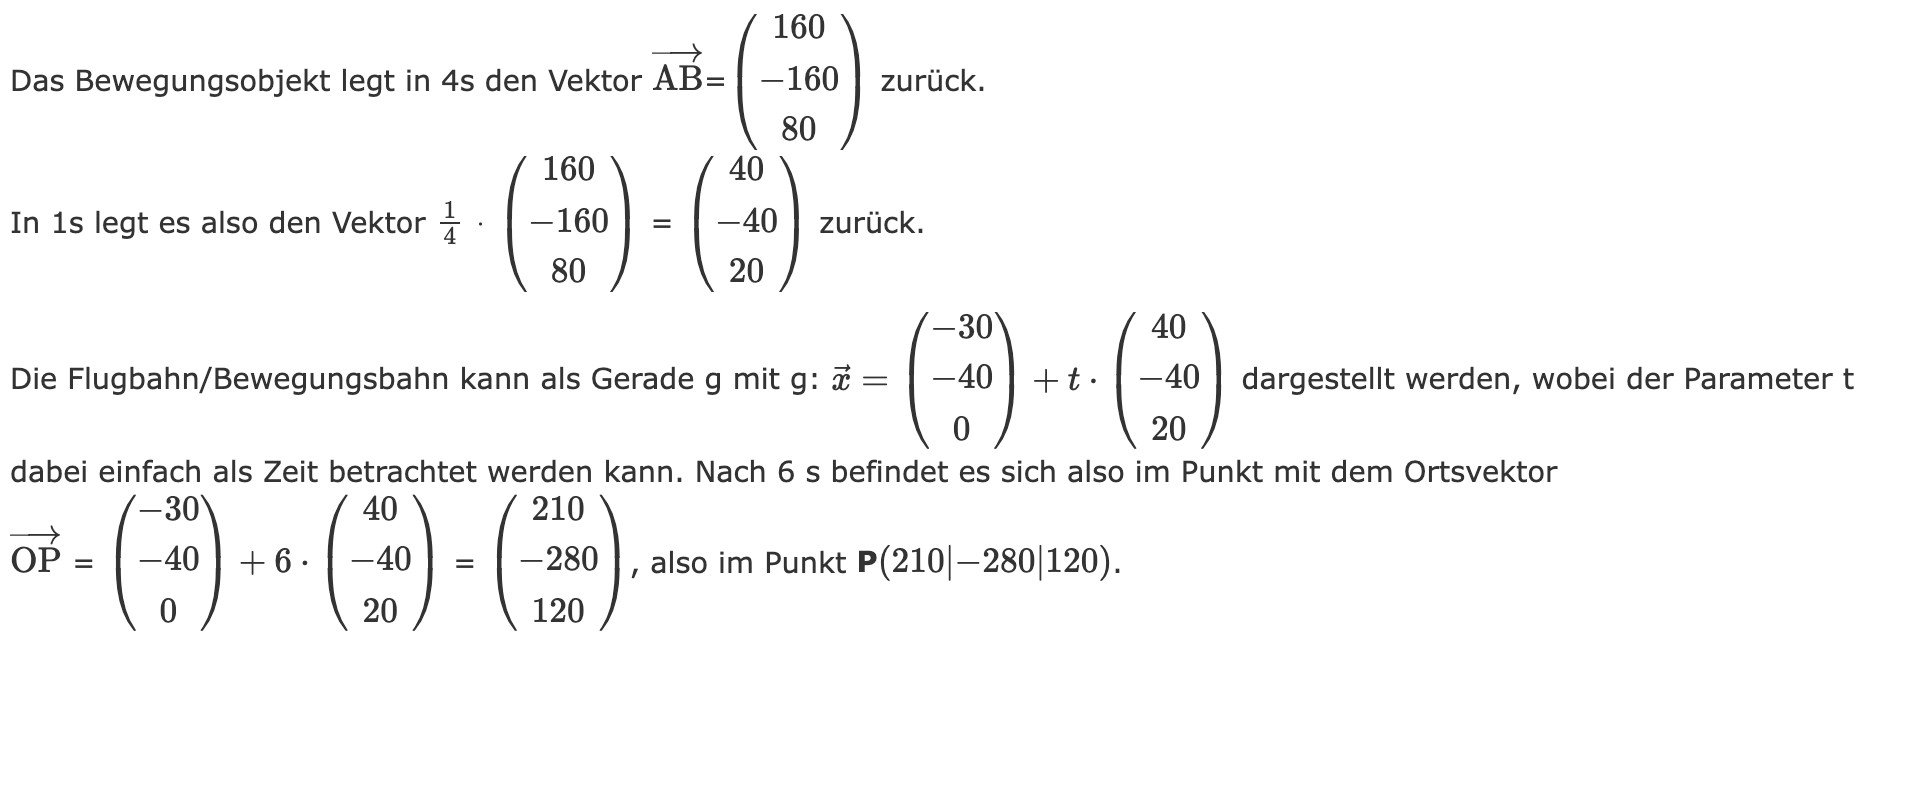 Das Bewegungsobjekt legt in 4s den Vektor $\overrightarrow{\mathrm{AB}}$=$\begin{pmatrix} 160 \\ -160 \\ 80 \end{pmatrix}$ zurück.
In 1s legt es also den Vektor $\frac{1}{4} \cdot \begin{pmatrix} 160 \\ -160 \\ 80 \end{pmatrix}$ = $\begin{pmatrix} 40 \\ -40 \\ 20 \end{pmatrix}$ zurück.
Die Flugbahn/Bewegungsbahn kann als Gerade g mit g: $\vec{x} = \begin{pmatrix} -30 \\ -40 \\ 0 \end{pmatrix} + t \cdot \begin{pmatrix} 40 \\ -40 \\ 20 \end{pmatrix}$ dargestellt werden, wobei der Parameter t
dabei einfach als Zeit betrachtet werden kann. Nach 6 s befindet es sich also im Punkt mit dem Ortsvektor
$\overrightarrow{\mathrm{OP}}$ = $\begin{pmatrix} -30 \\ -40 \\ 0 \end{pmatrix} + 6 \cdot \begin{pmatrix} 40 \\ -40 \\ 20 \end{pmatrix}$ = $\begin{pmatrix} 210 \\ -280 \\ 120 \end{pmatrix}$, also im Punkt P(210|−280|120).